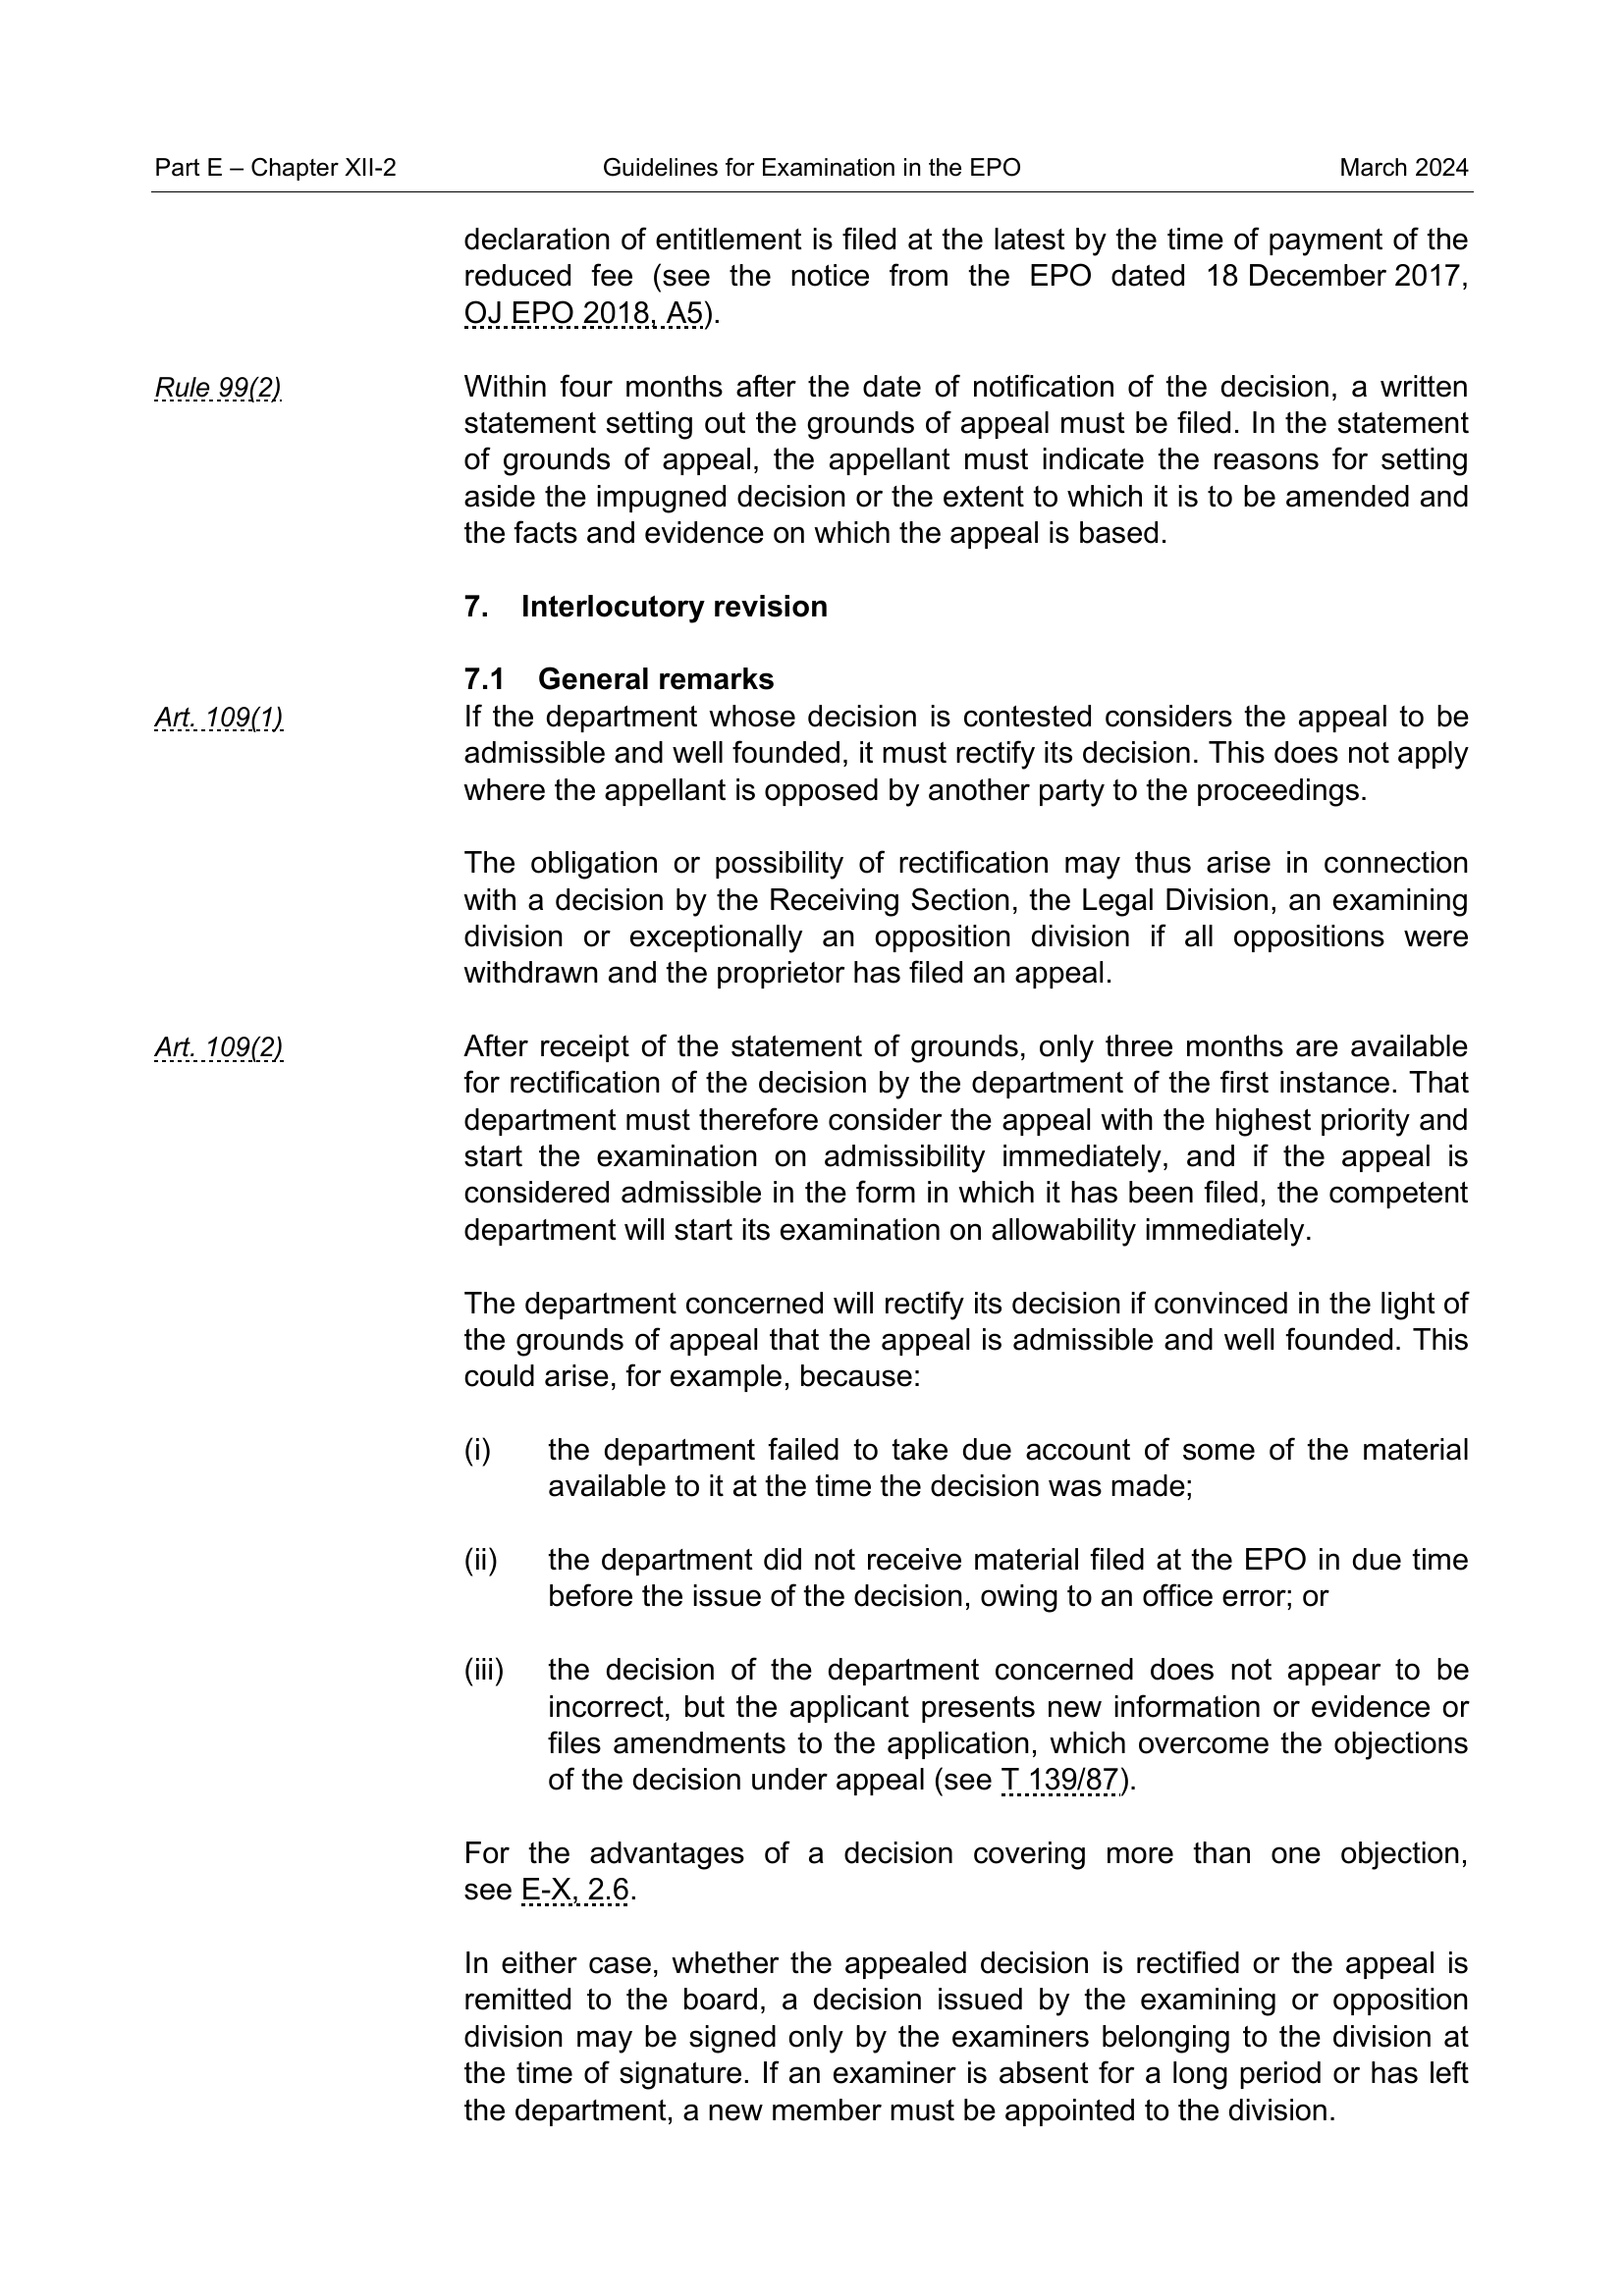 Part E – Chapter XII-2 Guidelines for Examination in the EPO March 2024
declaration of entitlement is filed at the latest by the time of payment of the
reduced fee (see the notice from the EPO dated 18 December 2017,
OJ EPO 2018, A5).
Rule 99(2) Within four months after the date of notification of the decision, a written
statement setting out the grounds of appeal must be filed. In the statement
of grounds of appeal, the appellant must indicate the reasons for setting
aside the impugned decision or the extent to which it is to be amended and
the facts and evidence on which the appeal is based.
7. Interlocutory revision
7.1 General remarks
Art. 109(1) If the department whose decision is contested considers the appeal to be
admissible and well founded, it must rectify its decision. This does not apply
where the appellant is opposed by another party to the proceedings.
The obligation or possibility of rectification may thus arise in connection
with a decision by the Receiving Section, the Legal Division, an examining
division or exceptionally an opposition division if all oppositions were
withdrawn and the proprietor has filed an appeal.
Art. 109(2) After receipt of the statement of grounds, only three months are available
for rectification of the decision by the department of the first instance. That
department must therefore consider the appeal with the highest priority and
start the examination on admissibility immediately, and if the appeal is
considered admissible in the form in which it has been filed, the competent
department will start its examination on allowability immediately.
The department concerned will rectify its decision if convinced in the light of
the grounds of appeal that the appeal is admissible and well founded. This
could arise, for example, because:
(i) the department failed to take due account of some of the material
available to it at the time the decision was made;
(ii) the department did not receive material filed at the EPO in due time
before the issue of the decision, owing to an office error; or
(iii) the decision of the department concerned does not appear to be
incorrect, but the applicant presents new information or evidence or
files amendments to the application, which overcome the objections
of the decision under appeal (see T 139/87).
For the advantages of a decision covering more than one objection,
see E-X, 2.6.
In either case, whether the appealed decision is rectified or the appeal is
remitted to the board, a decision issued by the examining or opposition
division may be signed only by the examiners belonging to the division at
the time of signature. If an examiner is absent for a long period or has left
the department, a new member must be appointed to the division.